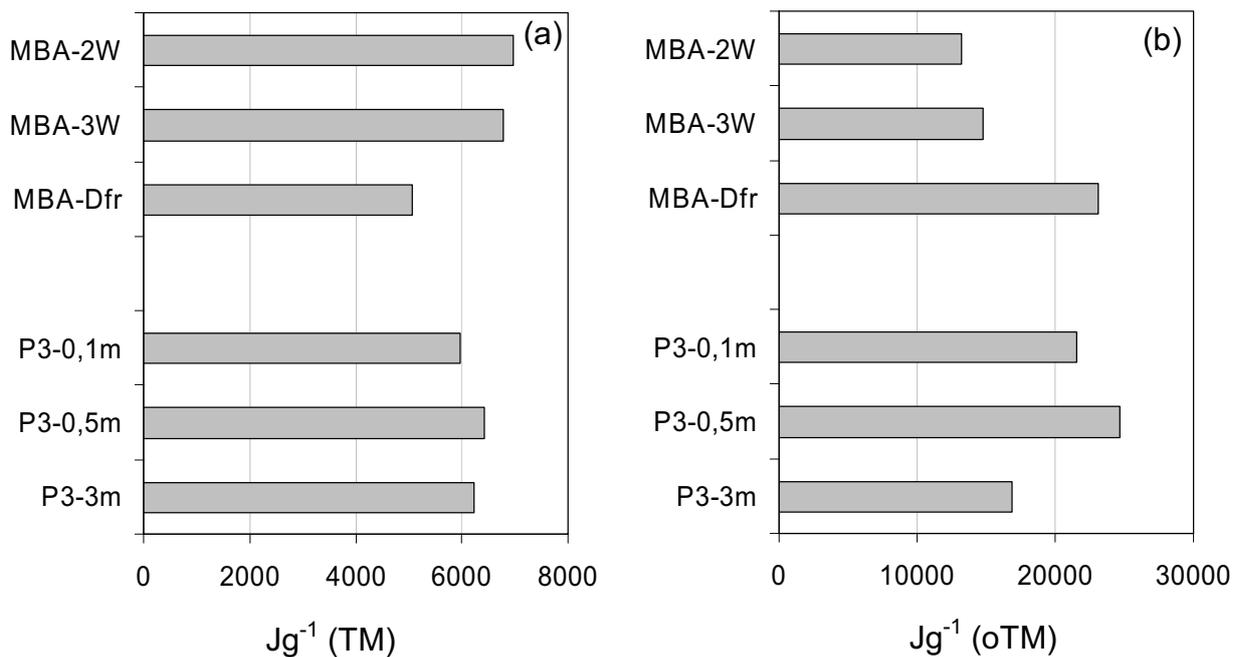 (a)
MBA-2W
MBA-3W
MBA-Dfr
P3-0,1m
P3-0,5m
P3-3m
0 2000 4000 6000 8000
Jg⁻¹ (TM)
(b)
MBA-2W
MBA-3W
MBA-Dfr
P3-0,1m
P3-0,5m
P3-3m
0 10000 20000 30000
Jg⁻¹ (oTM)